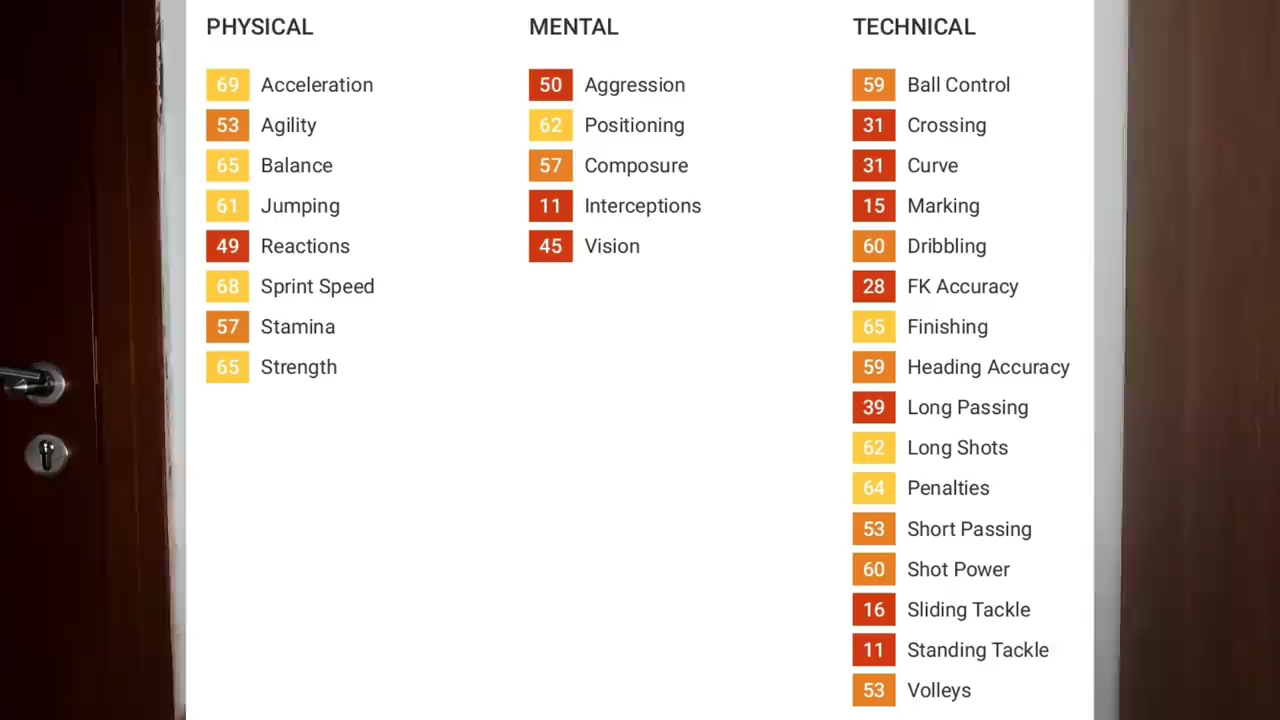 PHYSICAL
69 Acceleration
53 Agility
65 Balance
61 Jumping
49 Reactions
68 Sprint Speed
57 Stamina
65 Strength
MENTAL
50 Aggression
62 Positioning
57 Composure
11 Interceptions
45 Vision
TECHNICAL
59 Ball Control
31 Crossing
31 Curve
15 Marking
60 Dribbling
28 FK Accuracy
65 Finishing
59 Heading Accuracy
39 Long Passing
62 Long Shots
64 Penalties
53 Short Passing
60 Shot Power
16 Sliding Tackle
11 Standing Tackle
53 Volleys